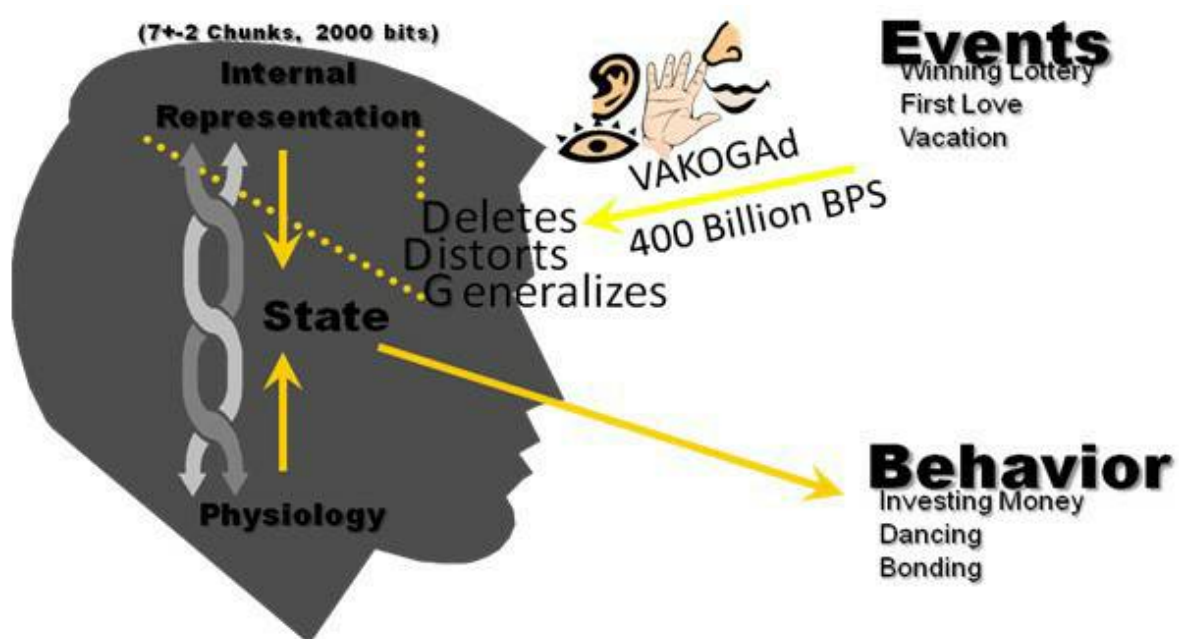 (7+-2 Chunks, 2000 bits)
Internal
Representation
Events
Winning Lottery
First Love
Vacation
VAKOGAd
400 Billion BPS
Deletes
Distorts
Generalizes
State
Physiology
Behavior
Investing Money
Dancing
Bonding